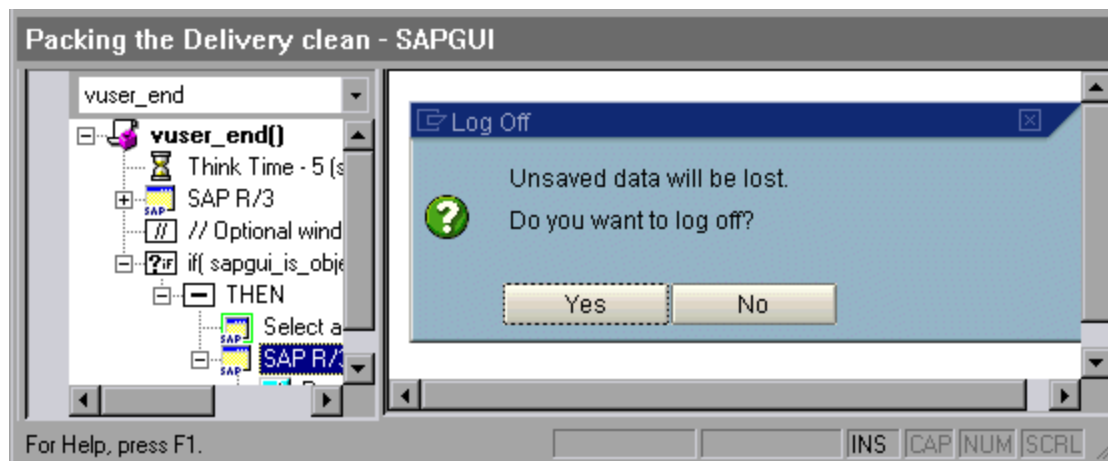 Packing the Delivery clean - SAPGUI
vuser_end
vuser_end()
Think Time - 5 (s
SAP R/3
// // Optional wind
?IF if( sapgui_is_obje
THEN
Select a
SAP R/3
Log Off
Unsaved data will be lost.
Do you want to log off?
Yes No
For Help, press F1.
INS CAP NUM SCRL